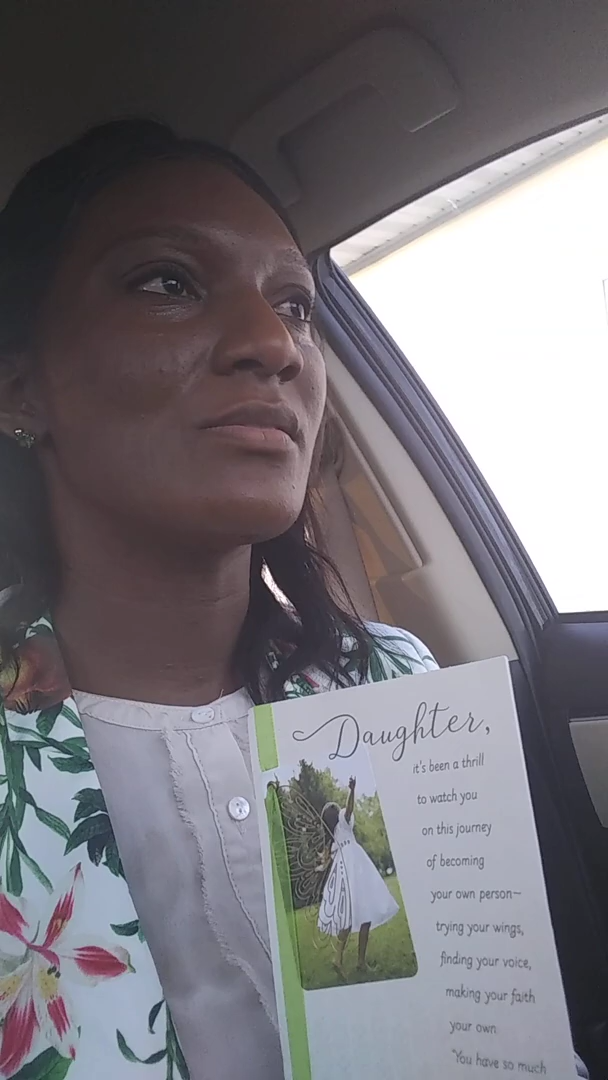 Daughter,
it's been a thrill
to watch you
on this journey
of becoming
your own person~
trying your wings,
finding your voice,
making your faith
your own.
"You have so much